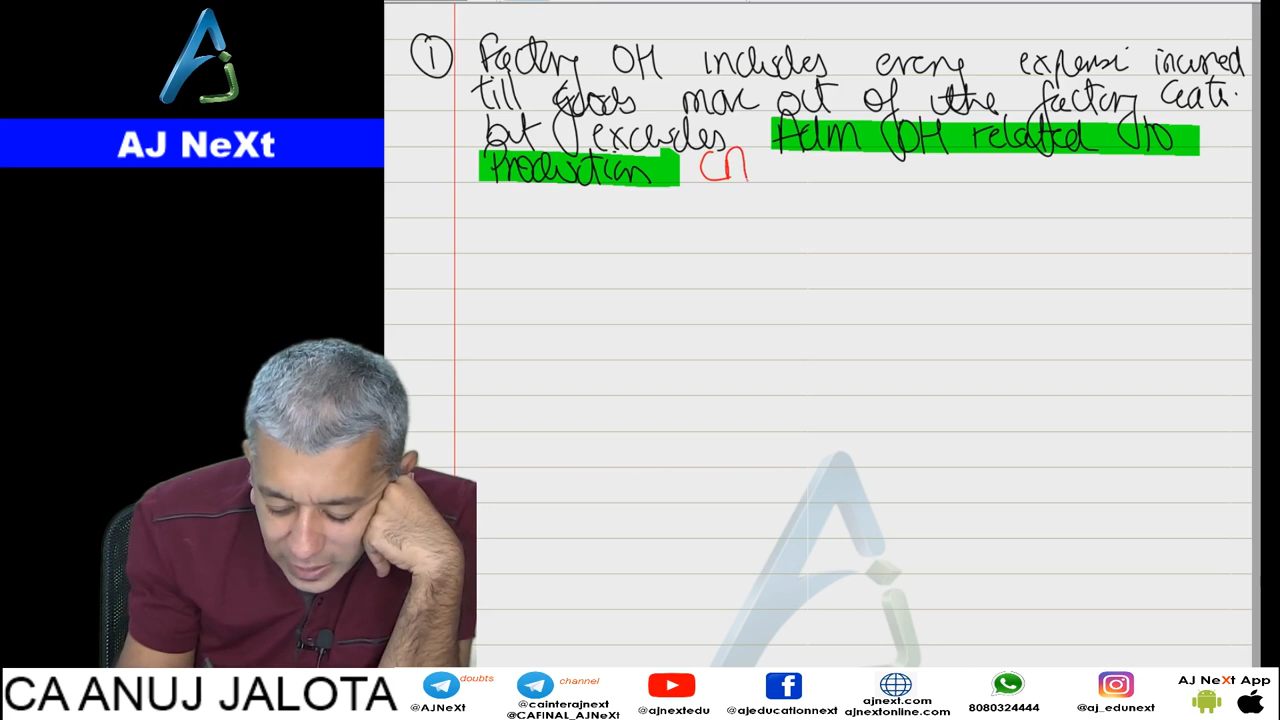 AJ NeXt
① Factory OH includes every expense incurred
till goods move out of the factory Gate.
but excludes Adm OH related to
Production
CA ANUJ JALOTA
doubts
@AJNeXt
channel
@cainterajnext
@CAFINAL_AJNeXt
@ajnextedu
@ajeducationnext
ajnext.com
ajnextonline.com
8080324444
@aj_edunext
AJ NeXt App